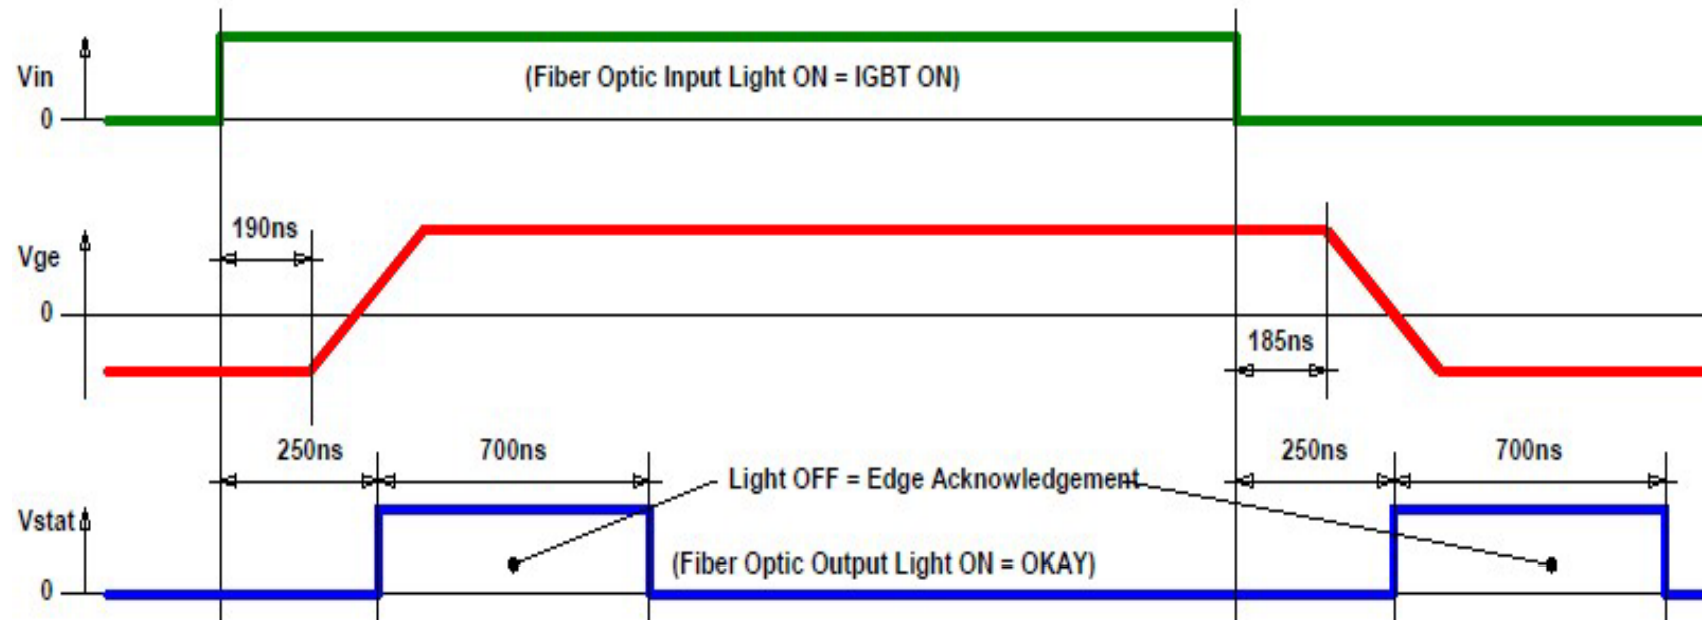 Vin
(Fiber Optic Input Light ON = IGBT ON)
0
190ns
Vge
0
185ns
250ns
700ns
250ns
700ns
Light OFF = Edge Acknowledgement
Vstat
(Fiber Optic Output Light ON = OKAY)
0